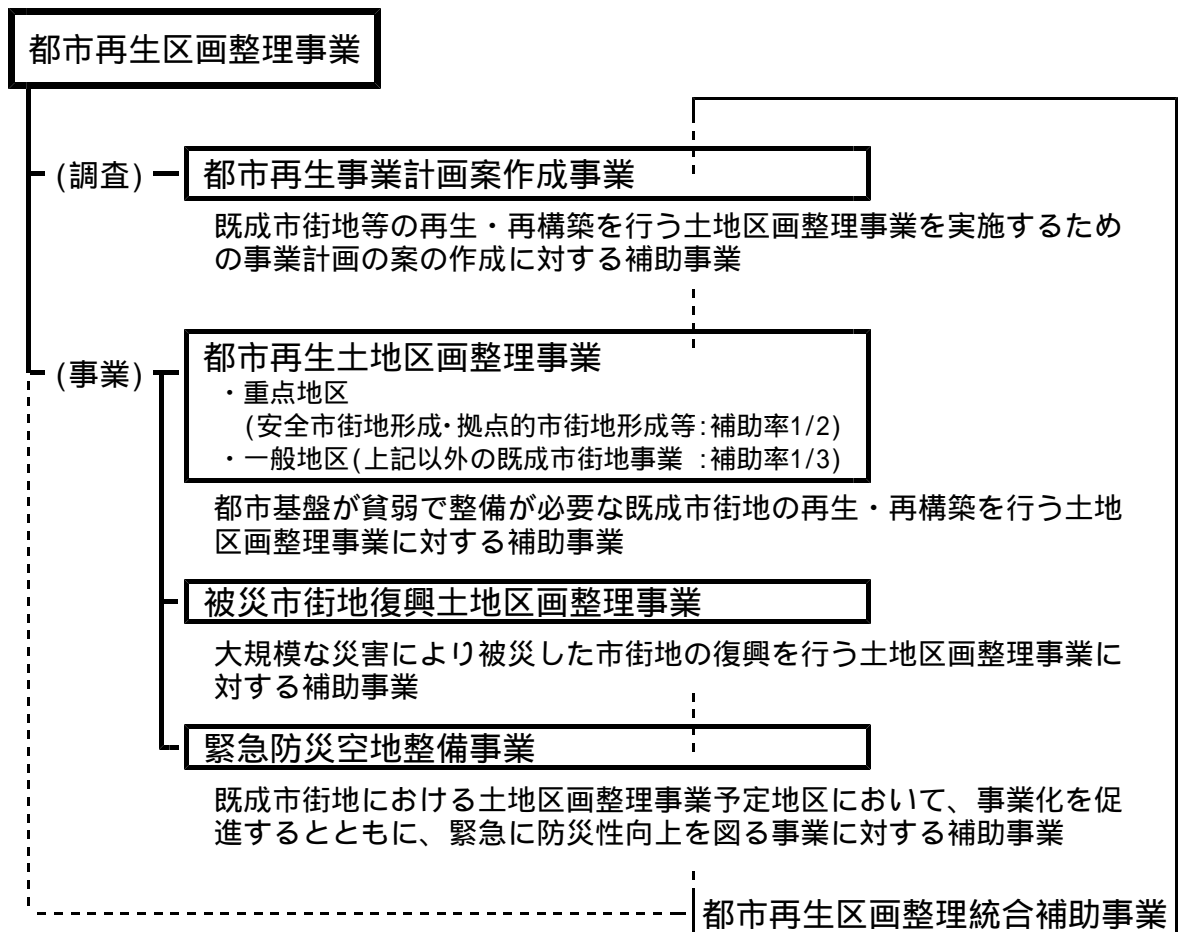 都市再生区画整理事業
(調査)
都市再生事業計画案作成事業
既成市街地等の再生・再構築を行う土地区画整理事業を実施するため
の事業計画の案の作成に対する補助事業
(事業)
都市再生土地区画整理事業
・重点地区
(安全市街地形成・拠点的市街地形成等:補助率1/2)
・一般地区(上記以外の既成市街地事業 :補助率1/3)
都市基盤が貧弱で整備が必要な既成市街地の再生・再構築を行う土地
区画整理事業に対する補助事業
被災市街地復興土地区画整理事業
大規模な災害により被災した市街地の復興を行う土地区画整理事業に
対する補助事業
緊急防災空地整備事業
既成市街地における土地区画整理事業予定地区において、事業化を促
進するとともに、緊急に防災性向上を図る事業に対する補助事業
都市再生区画整理統合補助事業